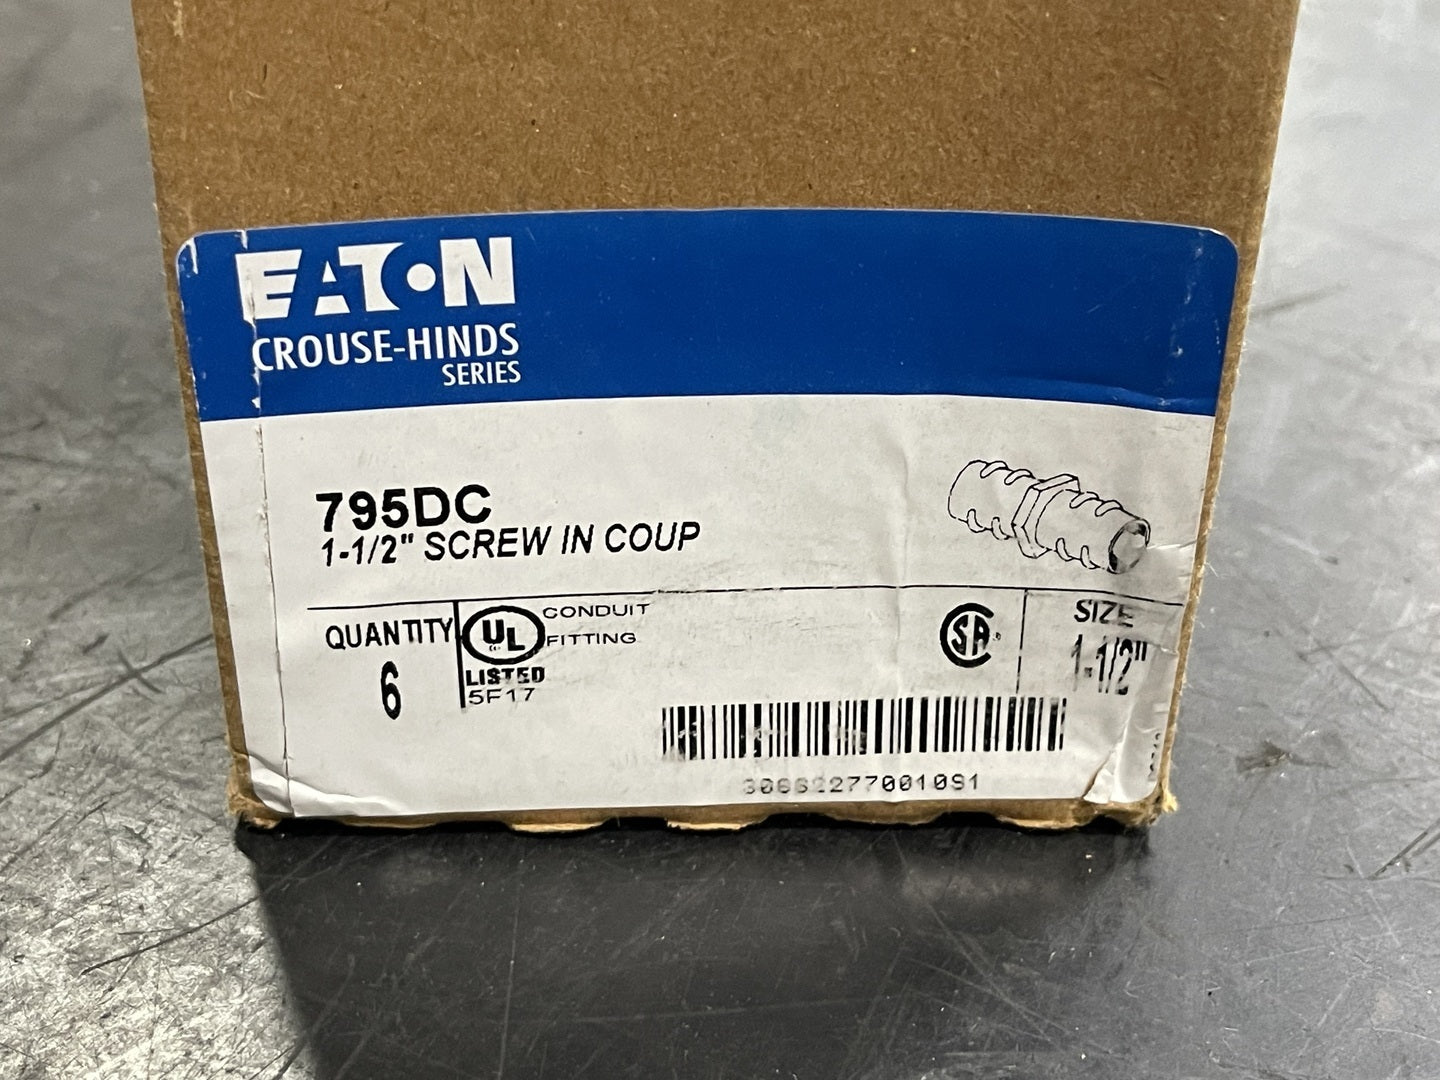 EATON
CROUSE-HINDS
SERIES
795DC
1-1/2" SCREW IN COUP
QUANTITY
6
UL
CONDUIT
FITTING
LISTED
5F17
SA
SIZE
1-1/2"